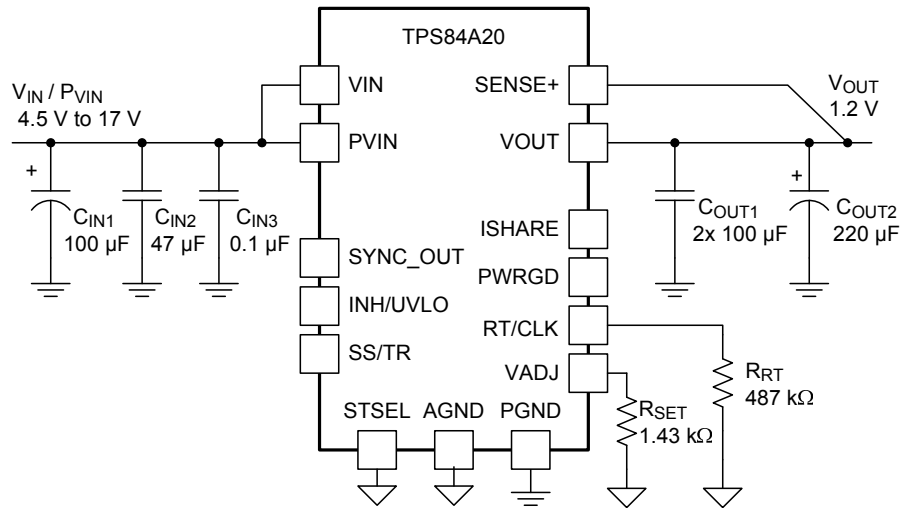 TPS84A20
VIN
SENSE+
V_IN / P_VIN
4.5 V to 17 V
V_OUT
1.2 V
PVIN
VOUT
+
+
C_IN1
100 µF
C_IN2
47 µF
C_IN3
0.1 µF
C_OUT1
2x 100 µF
C_OUT2
220 µF
ISHARE
SYNC_OUT
PWRGD
INH/UVLO
RT/CLK
SS/TR
VADJ
R_RT
487 kΩ
R_SET
1.43 kΩ
STSEL AGND PGND